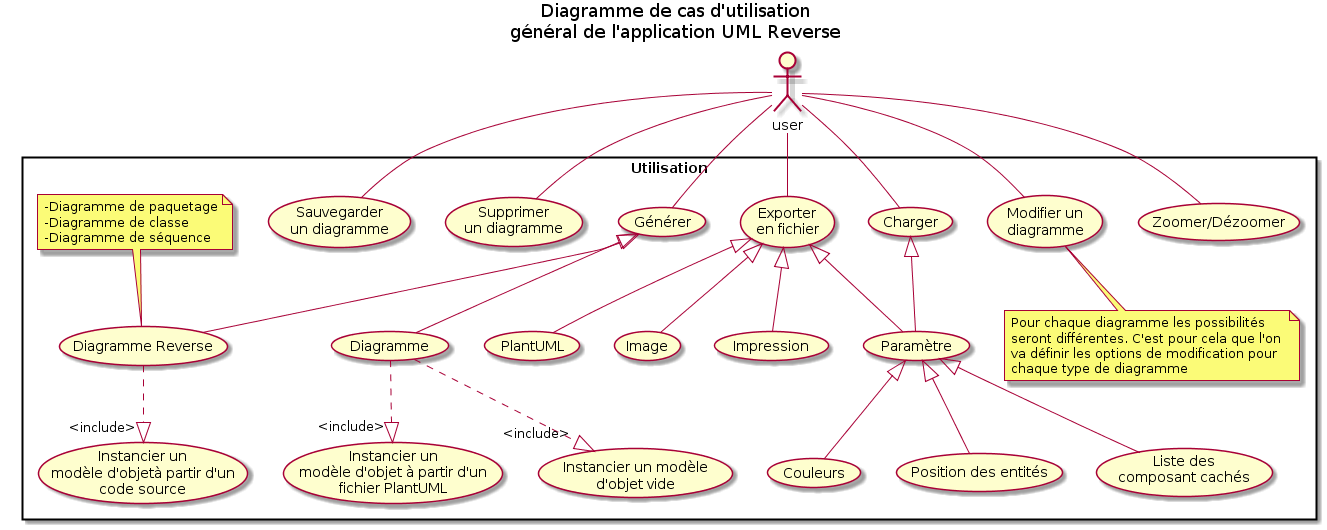 Diagramme de cas d'utilisation
général de l'application UML Reverse
user
Utilisation
-Diagramme de paquetage
-Diagramme de classe
-Diagramme de séquence
Sauvegarder
un diagramme
Supprimer
un diagramme
Générer
Exporter
en fichier
Charger
Modifier un
diagramme
Zoomer/Dézoomer
Diagramme Reverse
Diagramme
PlantUML
Image
Impression
Paramètre
Pour chaque diagramme les possibilités
seront différentes. C'est pour cela que l'on
va définir les options de modification pour
chaque type de diagramme
<include>
<include>
<include>
Instancier un
modèle d'objetà partir d'un
code source
Instancier un
modèle d'objet à partir d'un
fichier PlantUML
Instancier un modèle
d'objet vide
Couleurs
Position des entités
Liste des
composant cachés